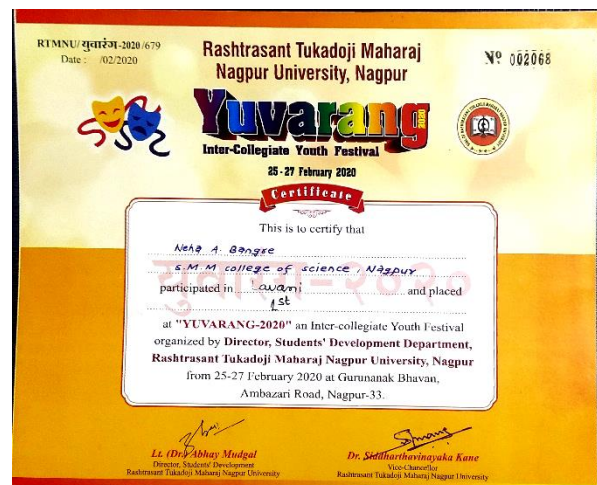 RTMNU/युवारंग-2020/679
Date : /02/2020
Rashtrasant Tukadoji Maharaj
Nagpur University, Nagpur
Nº 002068
Yuvarang 2020
Inter-Collegiate Youth Festival
25 - 27 February 2020
Certificate
This is to certify that
Neha A. Bangre
S.M.M college of science, Nagpur
participated in Lavani and placed
1st
युवारंग-२०२०
at "YUVARANG-2020" an Inter-collegiate Youth Festival
organized by Director, Students' Development Department,
Rashtrasant Tukadoji Maharaj Nagpur University, Nagpur
from 25-27 February 2020 at Gurunanak Bhavan,
Ambazari Road, Nagpur-33.
Lt. (Dr.) Abhay Mudgal
Director, Students' Development
Rashtrasant Tukadoji Maharaj Nagpur University
Dr. Siddharthavinayaka Kane
Vice-Chancellor
Rashtrasant Tukadoji Maharaj Nagpur University